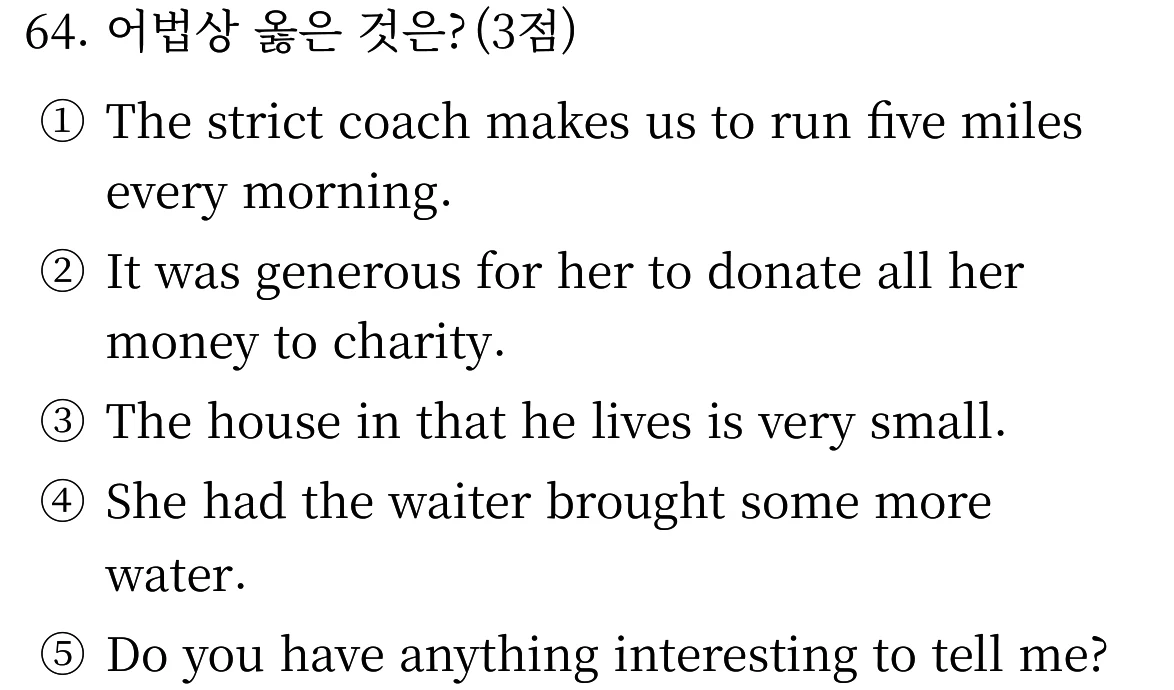 64. 어법상 옳은 것은? (3점)
① The strict coach makes us to run five miles
every morning.
② It was generous for her to donate all her
money to charity.
③ The house in that he lives is very small.
④ She had the waiter brought some more
water.
⑤ Do you have anything interesting to tell me?